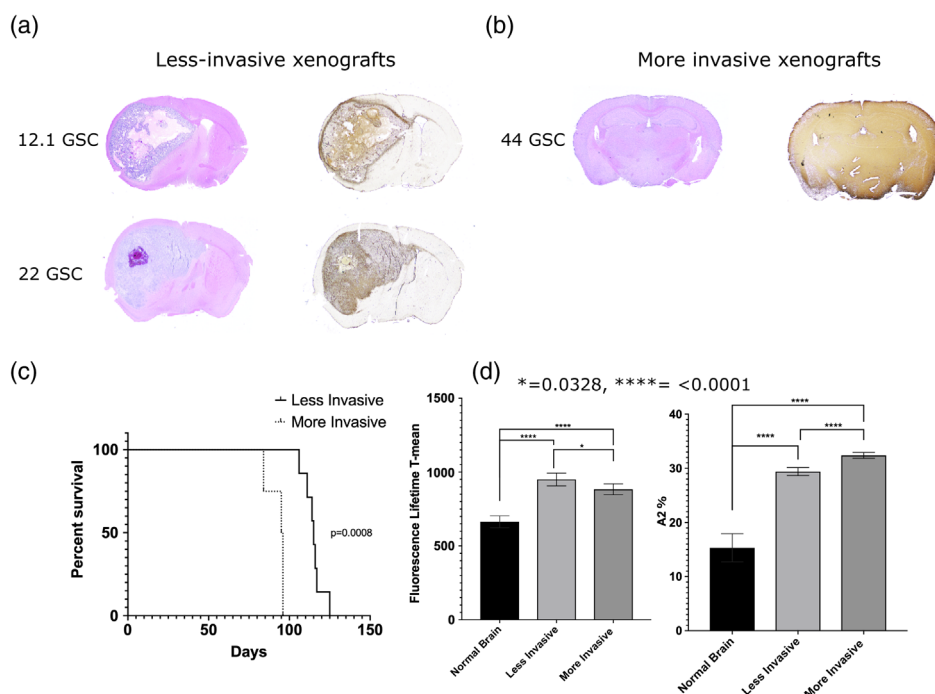 (a)
Less-invasive xenografts
12.1 GSC
22 GSC
(b)
More invasive xenografts
44 GSC
(c)
Less Invasive
More Invasive
Percent survival
100
50
0
p=0.0008
0 50 100 150
Days
(d)
*=0.0328, ****= <0.0001
Fluorescence Lifetime T-mean
1500
1000
500
0
****
****
*
Normal Brain
Less Invasive
More Invasive
A2 %
40
30
20
10
0
****
****
****
Normal Brain
Less Invasive
More Invasive